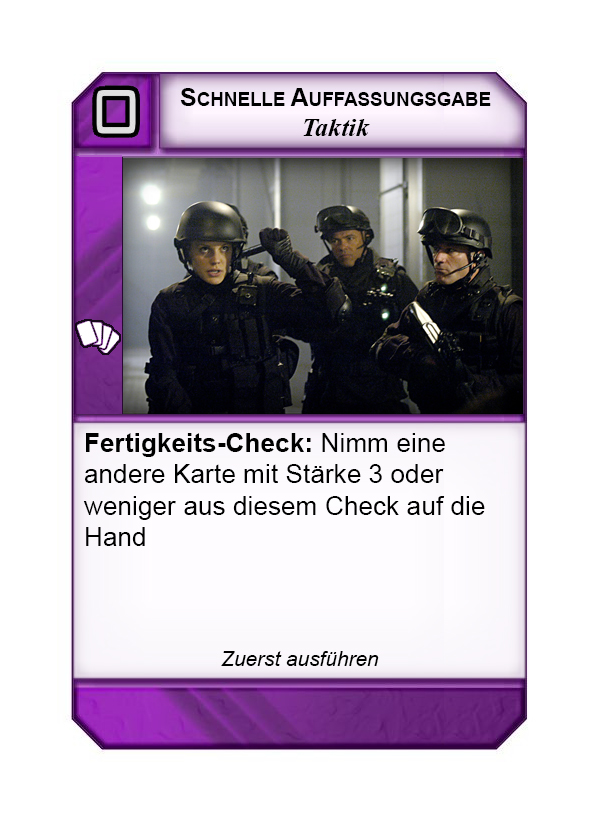 0
SCHNELLE AUFFASSUNGSGABE
Taktik
Fertigkeits-Check: Nimm eine
andere Karte mit Stärke 3 oder
weniger aus diesem Check auf die
Hand
Zuerst ausführen